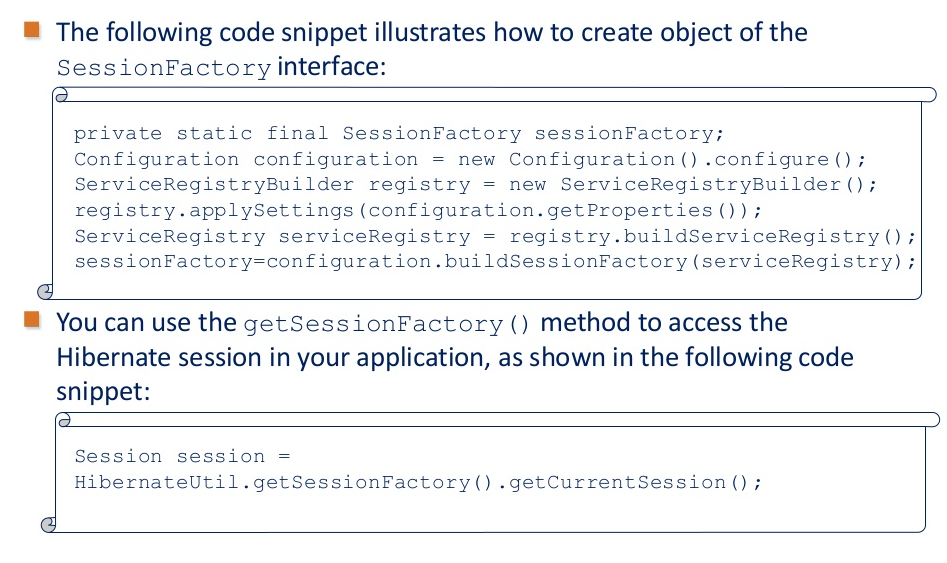 The following code snippet illustrates how to create object of the
SessionFactory interface:
private static final SessionFactory sessionFactory;
Configuration configuration = new Configuration().configure();
ServiceRegistryBuilder registry = new ServiceRegistryBuilder();
registry.applySettings(configuration.getProperties());
ServiceRegistry serviceRegistry = registry.buildServiceRegistry();
sessionFactory=configuration.buildSessionFactory(serviceRegistry);
You can use the getSessionFactory() method to access the
Hibernate session in your application, as shown in the following code
snippet:
Session session =
HibernateUtil.getSessionFactory().getCurrentSession();